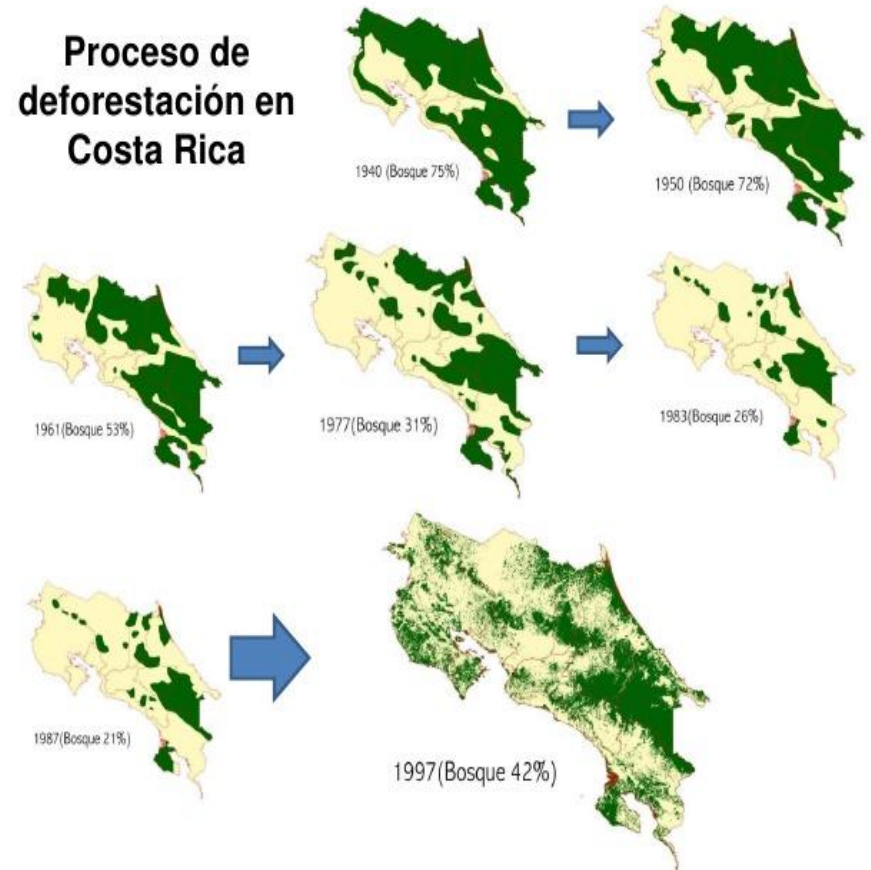 Proceso de
deforestación en
Costa Rica
1940 (Bosque 75%)
1950 (Bosque 72%)
1961(Bosque 53%)
1977(Bosque 31%)
1983(Bosque 26%)
1987(Bosque 21%)
1997(Bosque 42%)